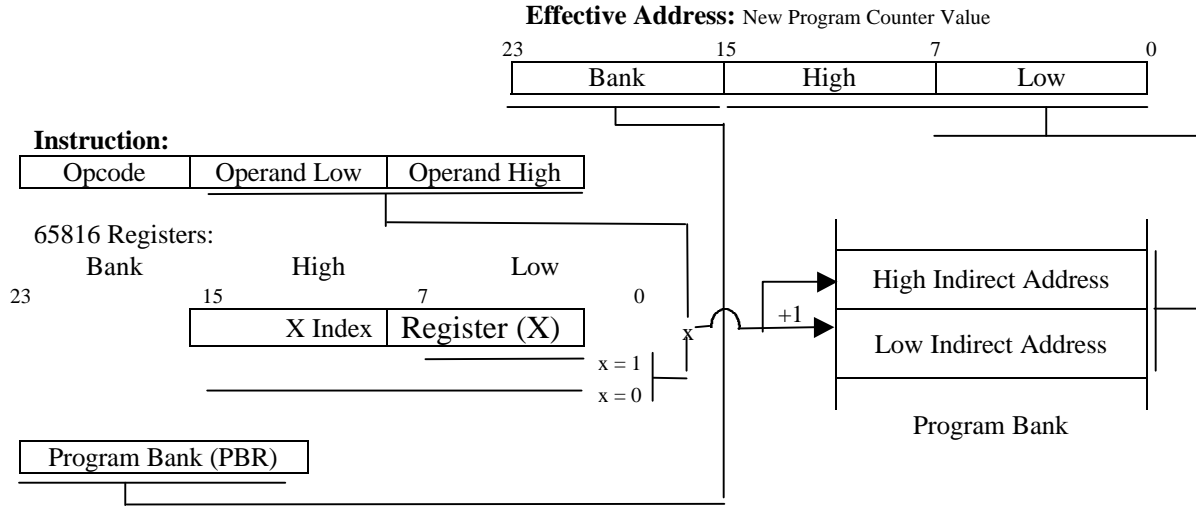 Effective Address: New Program Counter Value
23 15 7 0
Bank High Low
Instruction:
Opcode Operand Low Operand High
65816 Registers:
Bank High Low
23 15 7 0
X Index Register (X)
x
x = 1
x = 0
+1
High Indirect Address
Low Indirect Address
Program Bank
Program Bank (PBR)